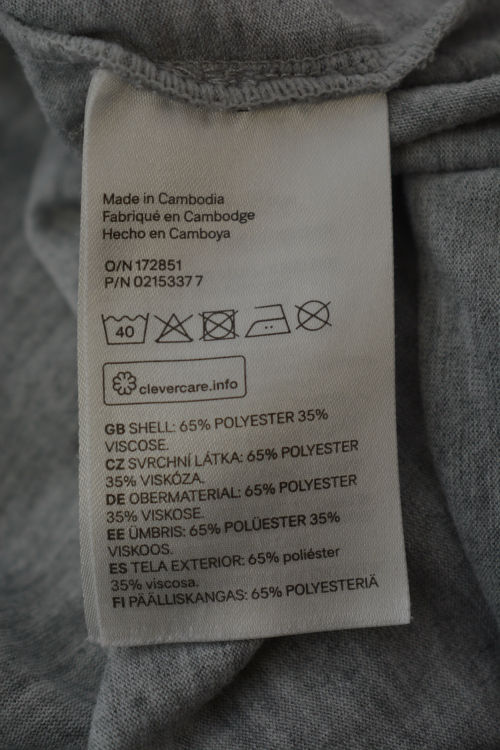 Made in Cambodia
Fabriqué en Cambodge
Hecho en Camboya
O/N 172851
P/N 02153377
40
clevercare.info
GB SHELL: 65% POLYESTER 35%
VISCOSE.
CZ SVRCHNÍ LÁTKA: 65% POLYESTER
35% VISKÓZA.
DE OBERMATERIAL: 65% POLYESTER
35% VISKOSE.
EE ÜMBRIS: 65% POLÜESTER 35%
VISKOOS.
ES TELA EXTERIOR: 65% poliéster
35% viscosa.
FI PÄÄLLISKANGAS: 65% POLYESTERIÄ